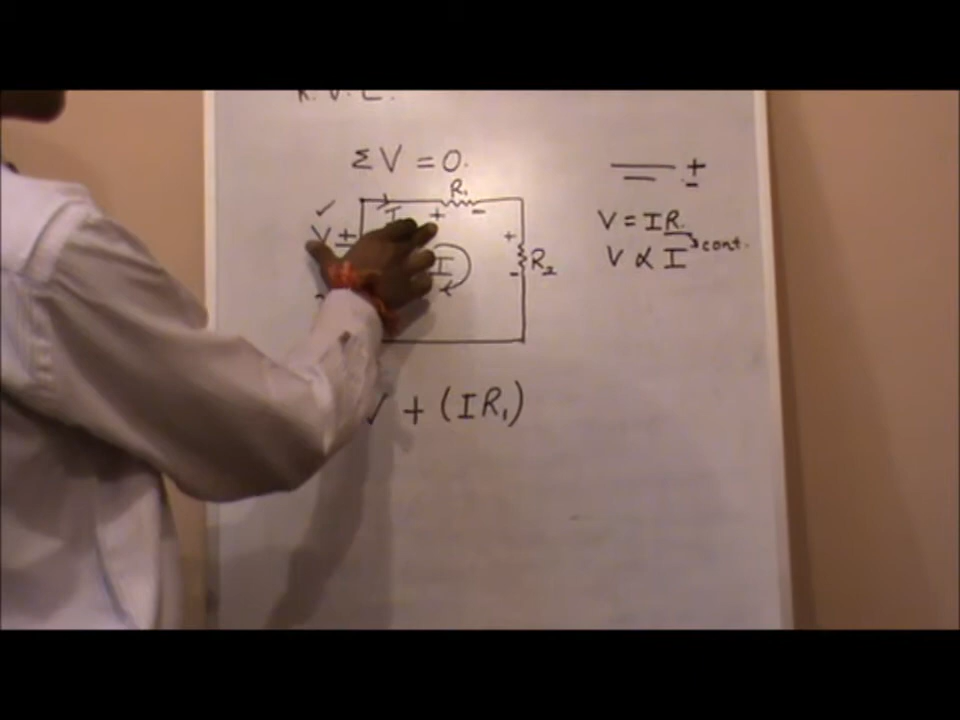 K.V.L.
ΣV = 0.
R₁
I
+ -
V +
I
+
-
R₂
V + (IR₁)
+
-
V = IR.
cont.
V ∝ I